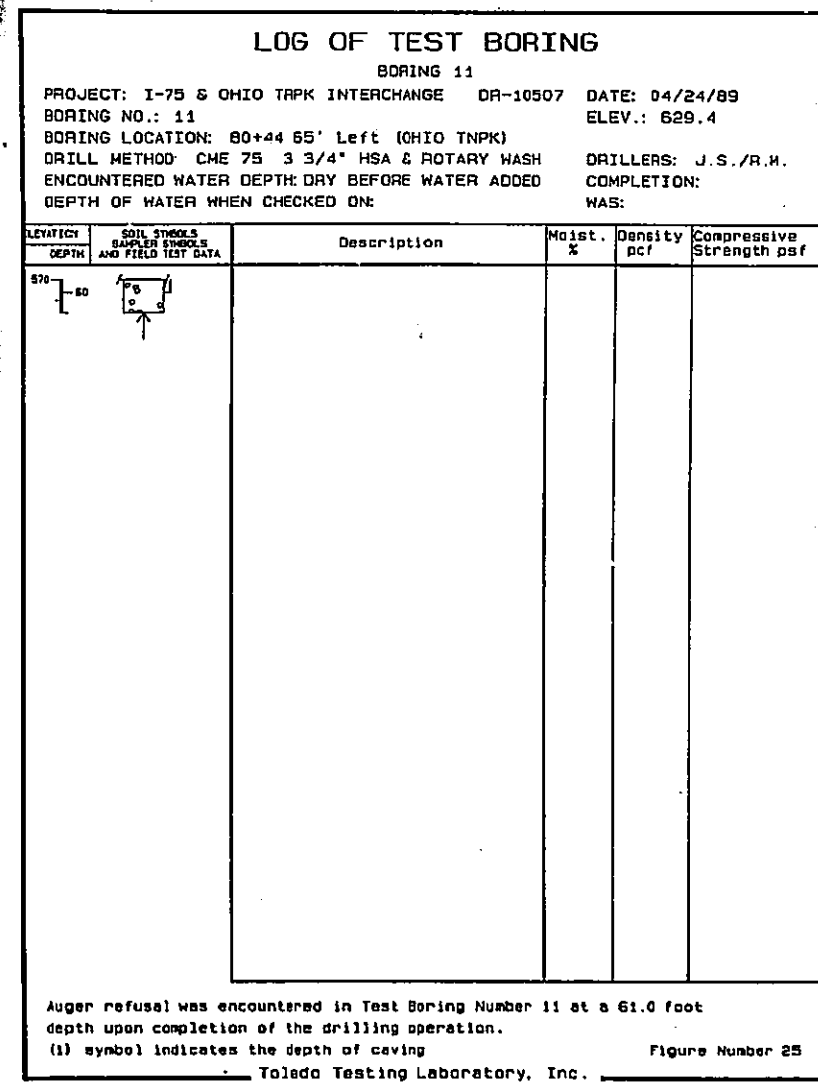 LOG OF TEST BORING
BORING 11
PROJECT: I-75 & OHIO TRPK INTERCHANGE DR-10507 DATE: 04/24/89
BORING NO.: 11 ELEV.: 629.4
BORING LOCATION: 80+44 65' Left (OHIO TNPK)
DRILL METHOD: CME 75 3 3/4" HSA & ROTARY WASH DRILLERS: J.S./R.M.
ENCOUNTERED WATER DEPTH: DRY BEFORE WATER ADDED COMPLETION:
DEPTH OF WATER WHEN CHECKED ON: WAS:
LEVATION SOIL SYMBOLS
DEPTH SAMPLER SYMBOLS Description Moist. Density Compressive
AND FIELD TEST DATA % pcf Strength psf
570
60
Auger refusal was encountered in Test Boring Number 11 at a 61.0 foot
depth upon completion of the drilling operation.
(i) symbol indicates the depth of caving Figure Number 25
Toledo Testing Laboratory, Inc.